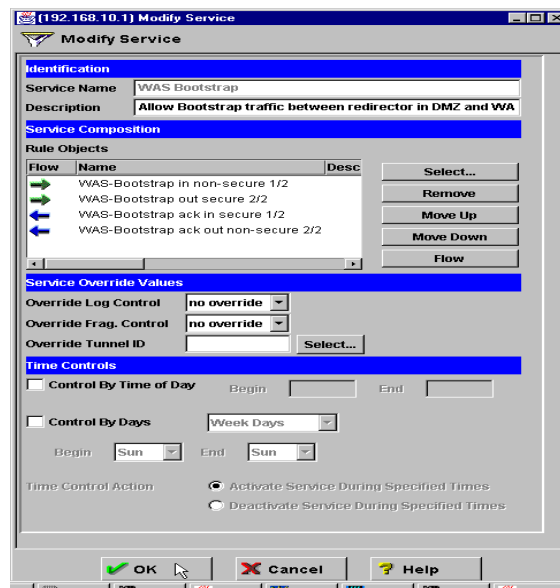 (192.168.10.1) Modify Service
Modify Service
Identification
Service Name WAS Bootstrap
Description Allow Bootstrap traffic between redirector in DMZ and WA
Service Composition
Rule Objects
Flow Name Desc
WAS-Bootstrap in non-secure 1/2
WAS-Bootstrap out secure 2/2
WAS-Bootstrap ack in secure 1/2
WAS-Bootstrap ack out non-secure 2/2
Select...
Remove
Move Up
Move Down
Flow
Service Override Values
Override Log Control no override
Override Frag. Control no override
Override Tunnel ID Select...
Time Controls
Control By Time of Day Begin End
Control By Days Week Days
Begin Sun End Sun
Time Control Action Activate Service During Specified Times
Deactivate Service During Specified Times
OK Cancel Help